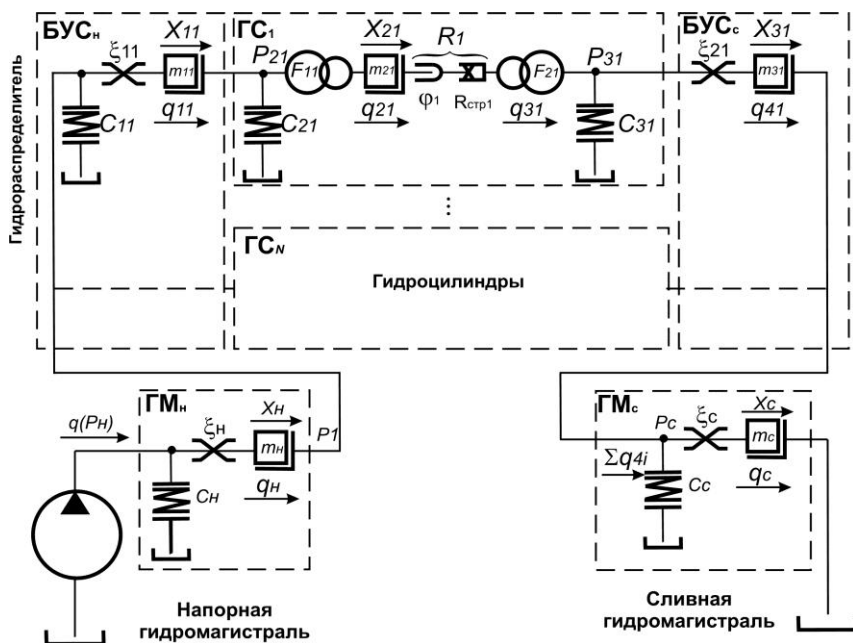 БУСн
ГС1
БУСс
Гидрораспределитель
X11
X21
R1
X31
ξ11
P21
P31
ξ21
m11
F11
m21
F21
m31
φ1
Rстр1
C11
q11
C21
q21
q31
C31
q41
...
ГСN
Гидроцилиндры
ГМн
ГМс
q(Pн)
Xн
P1
ξн
mн
qн
Cн
Pс
ξс
Xс
mс
Σq4i
qс
Cс
Напорная
гидромагистраль
Сливная
гидромагистраль